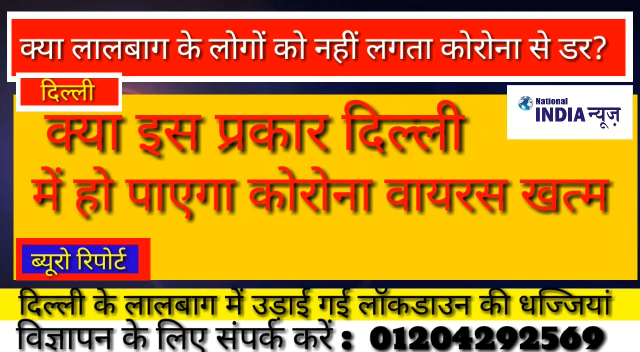 क्या लालबाग के लोगों को नहीं लगता कोरोना से डर?
दिल्ली
National
INDIA न्यूज़
क्या इस प्रकार दिल्ली
में हो पाएगा कोरोना वायरस खत्म
ब्यूरो रिपोर्ट
दिल्ली के लालबाग में उड़ाई गई लॉकडाउन की धज्जियां
विज्ञापन के लिए संपर्क करें : 01204292569